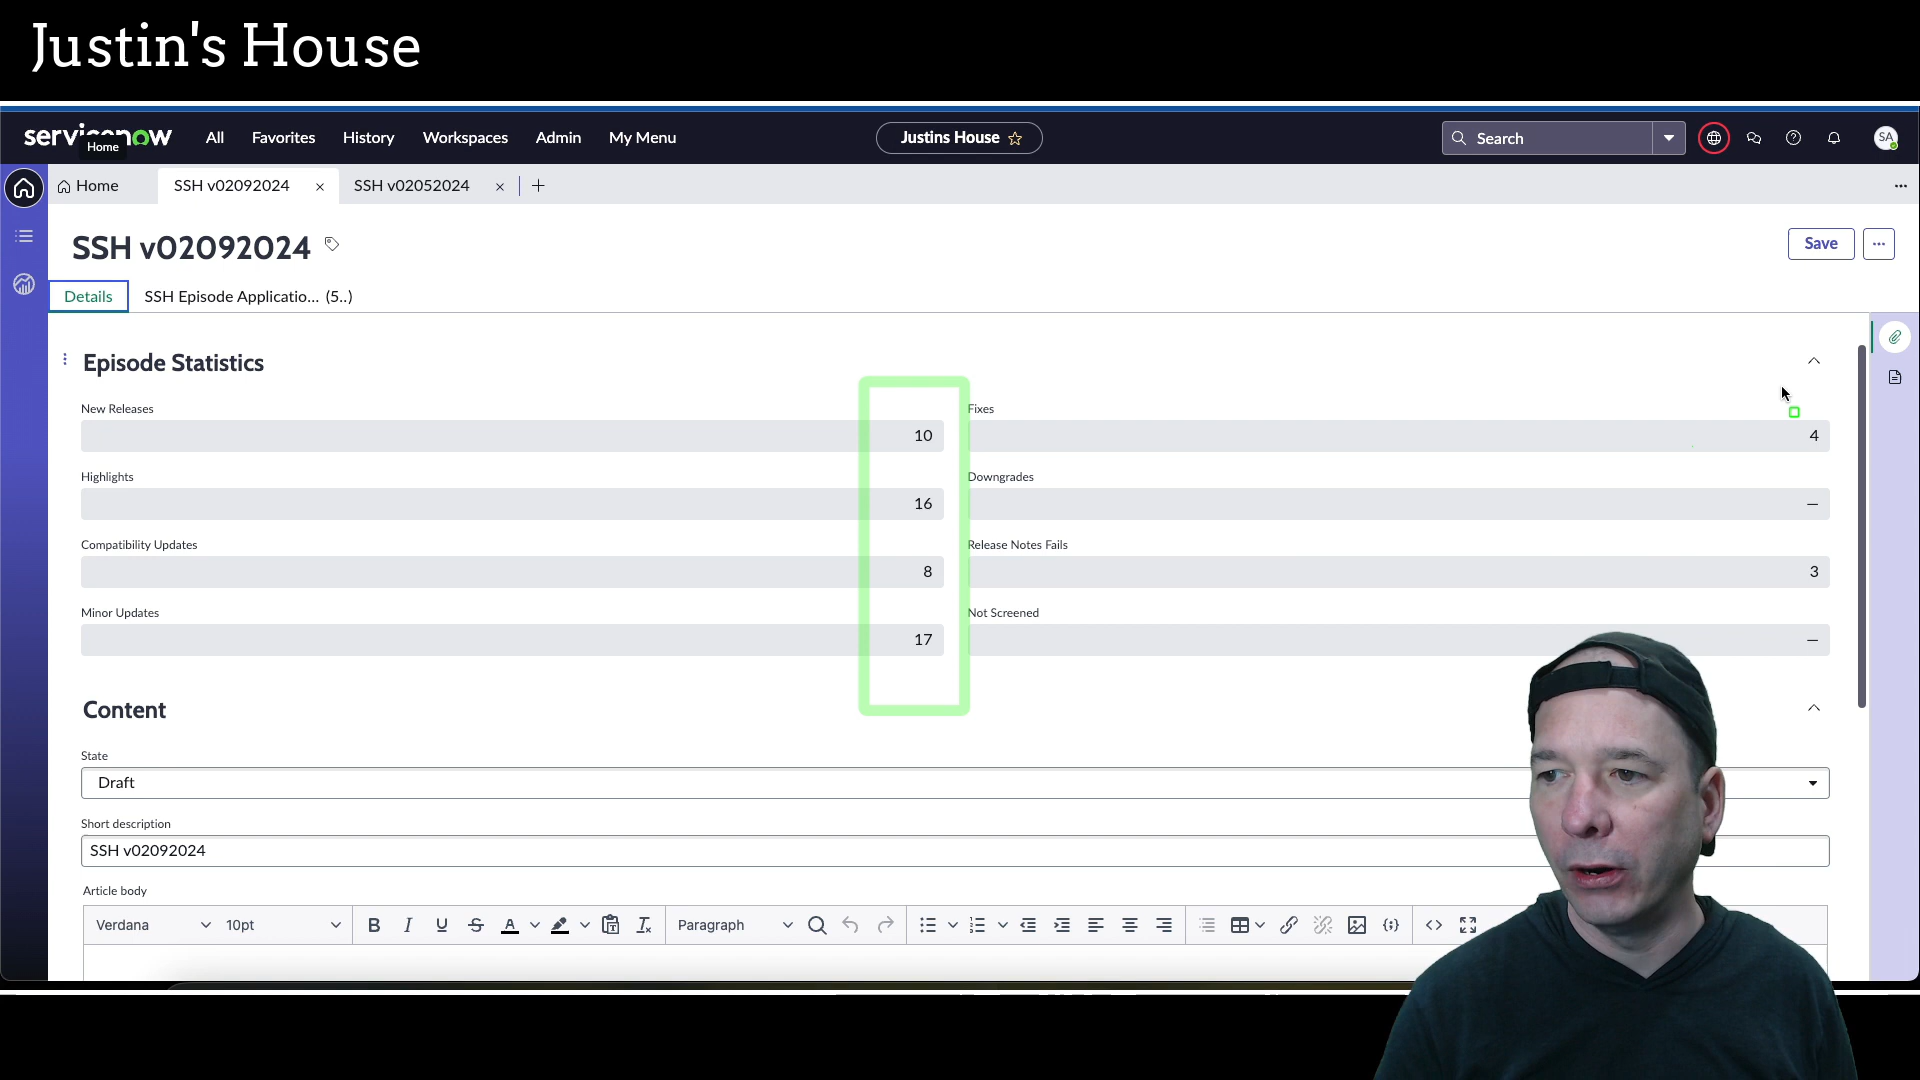 Justin's House
servicenow
All
Favorites
History
Workspaces
Admin
My Menu
Justins House
Search
SA
Home
Home
SSH v02092024
SSH v02052024
SSH v02092024
Save
Details
SSH Episode Applicatio... (5..)
Episode Statistics
New Releases
10
Fixes
4
Highlights
16
Downgrades
–
Compatibility Updates
8
Release Notes Fails
3
Minor Updates
17
Not Screened
–
Content
State
Draft
Short description
SSH v02092024
Article body
Verdana
10pt
B
I
U
S
A
Paragraph